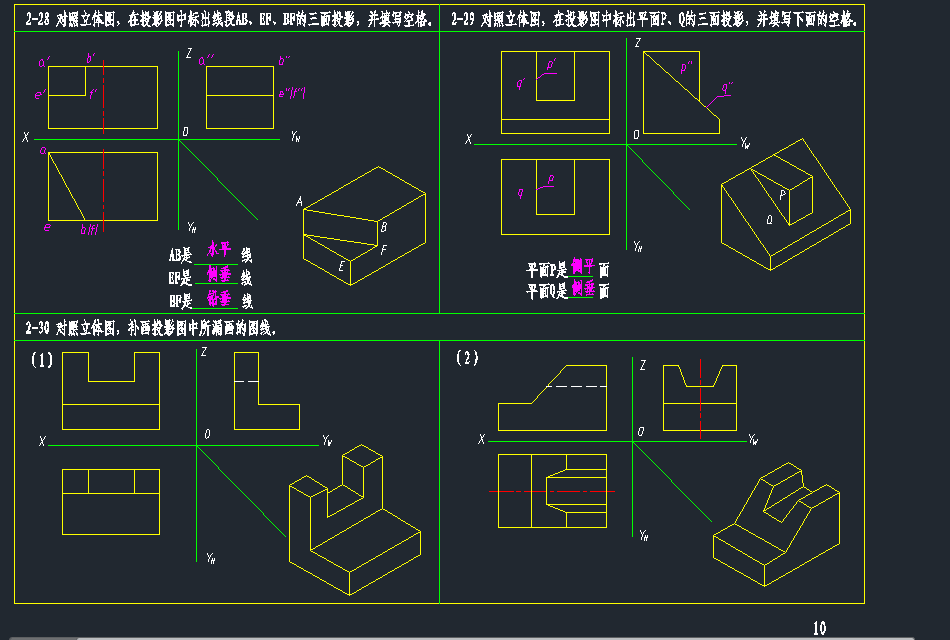 2-28 对照立体图，在投影图中标出线段AB、EF、BF的三面投影，并填写空格。
a' b' e' f' Z a'' b'' e''(f'')
X O Yw
a e b(f) YH
A B F E
AB是 水平 线
EF是 侧垂 线
BF是 铅垂 线
2-29 对照立体图，在投影图中标出平面P、Q的三面投影，并填写下面的空格。
p' q' Z p'' q''
X O Yw
p q YH
P Q
平面P是 侧平 面
平面Q是 侧垂 面
2-30 对照立体图，补画投影图中所漏画的图线。
(1) Z
X O Yw
YH
(2) Z
X O Yw
YH
10